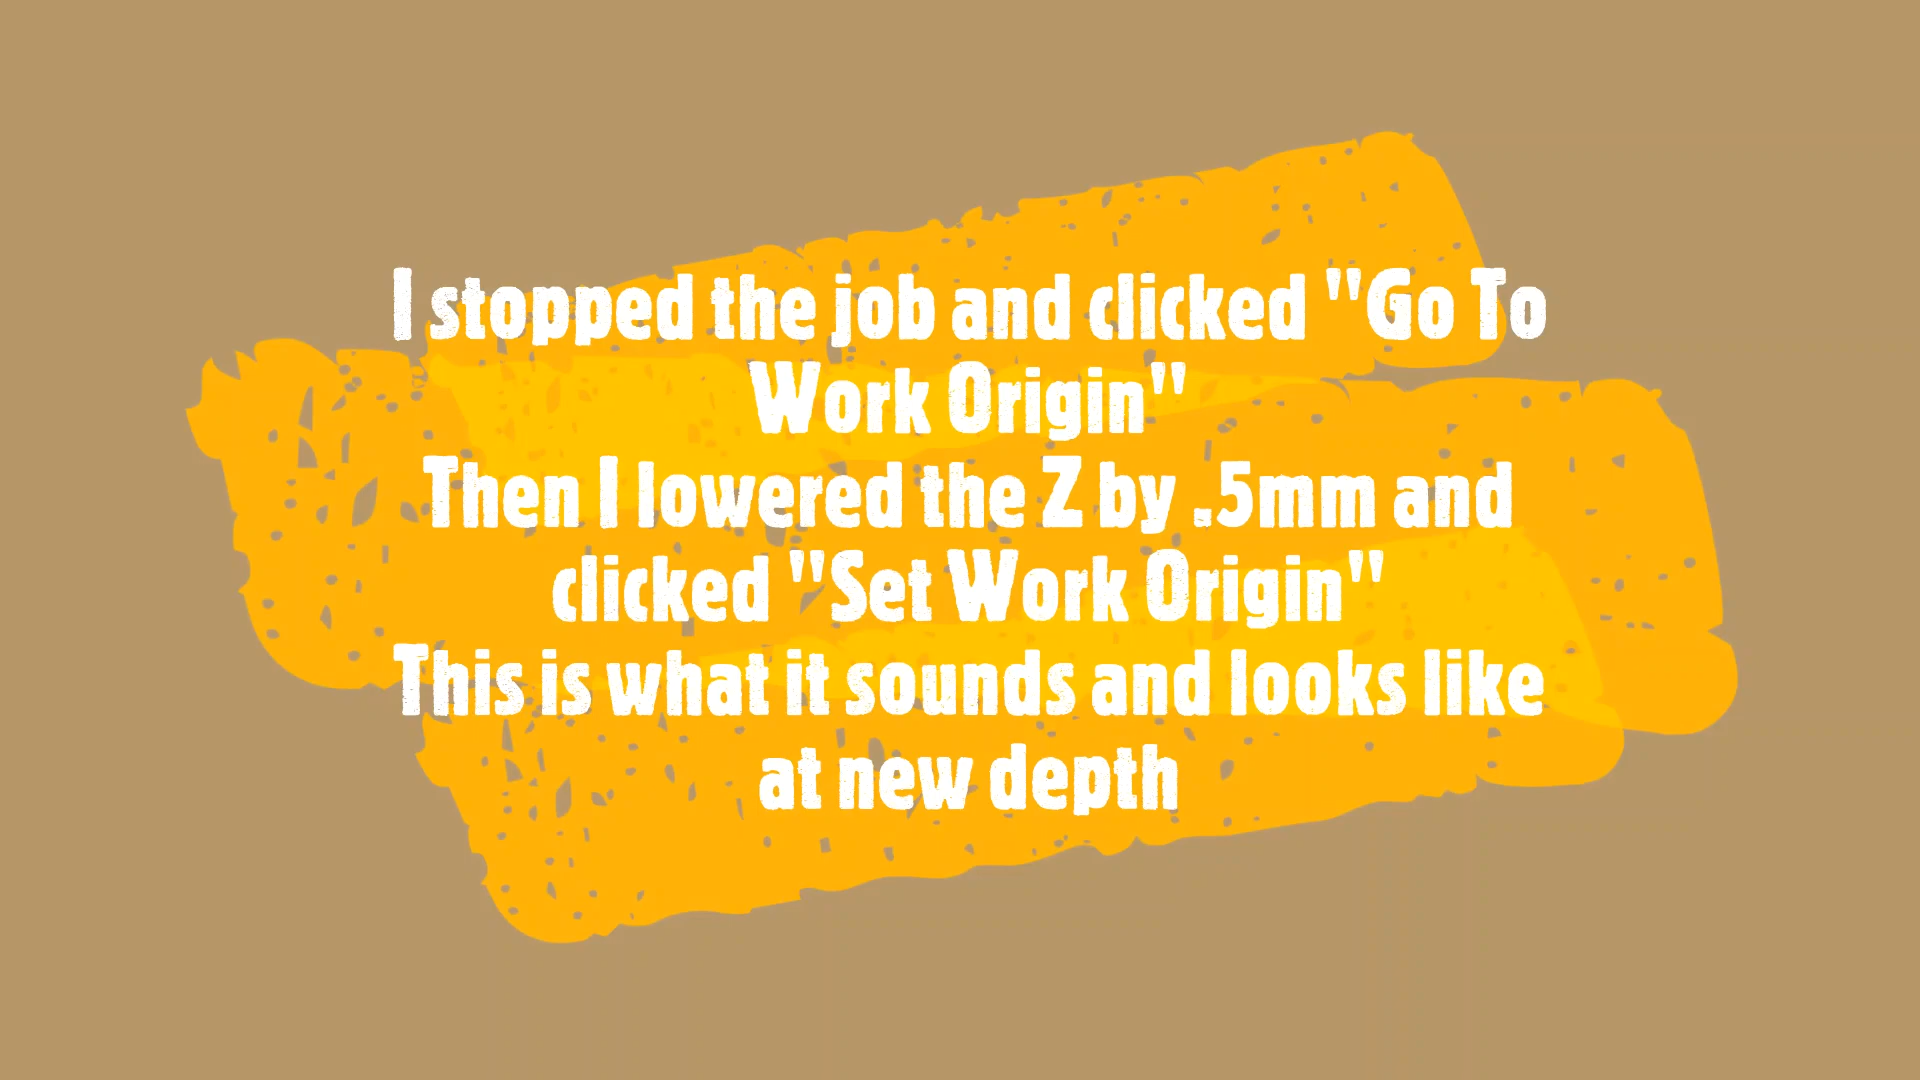 I stopped the job and clicked "Go To
Work Origin"
Then I lowered the Z by .5mm and
clicked "Set Work Origin"
This is what it sounds and looks like
at new depth